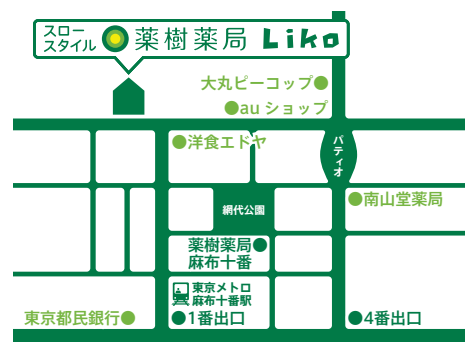 スロー
スタイル
薬樹薬局 Liko
大丸ピーコップ
auショップ
洋食エドヤ
パティオ
網代公園
南山堂薬局
薬樹薬局
麻布十番
東京メトロ
麻布十番駅
東京都民銀行
1番出口
4番出口